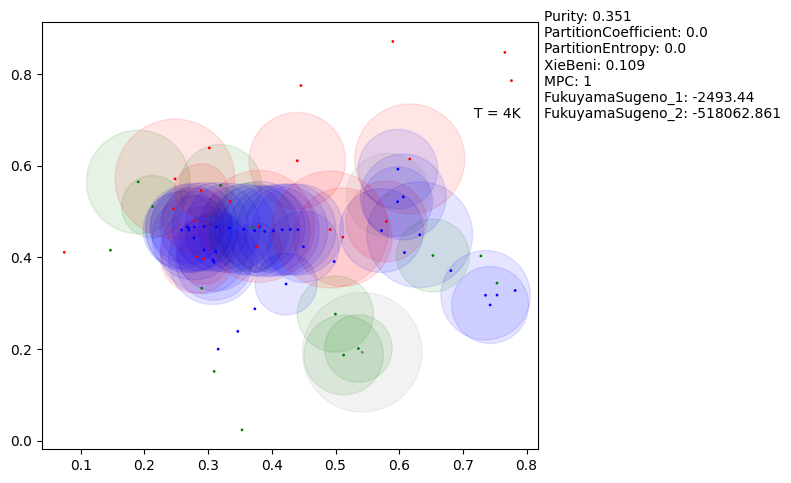 Purity: 0.351
PartitionCoefficient: 0.0
PartitionEntropy: 0.0
XieBeni: 0.109
MPC: 1
FukuyamaSugeno_1: -2493.44
FukuyamaSugeno_2: -518062.861
T = 4K
0.8
0.6
0.4
0.2
0.0
0.1 0.2 0.3 0.4 0.5 0.6 0.7 0.8